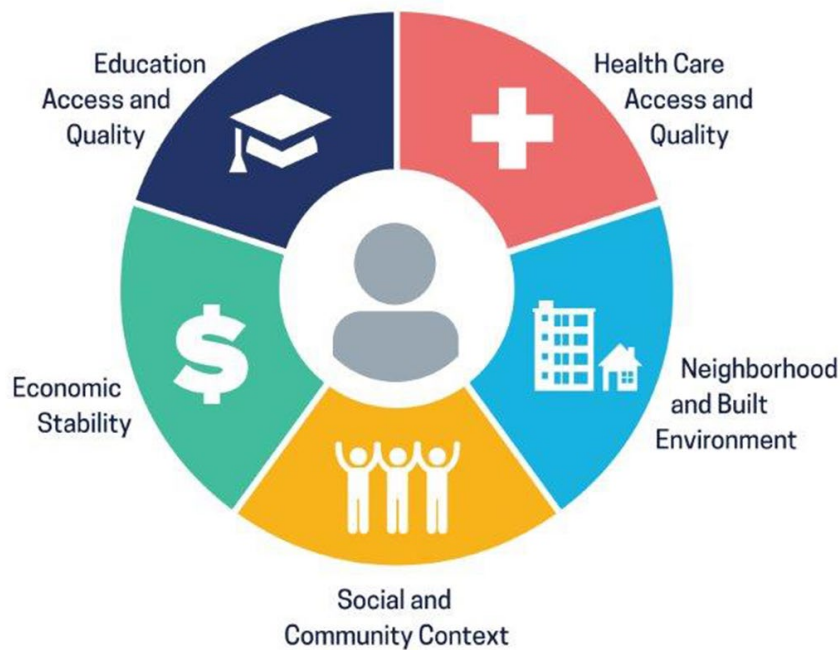 Education
Access and
Quality
Health Care
Access and
Quality
$
Economic
Stability
Neighborhood
and Built
Environment
Social and
Community Context